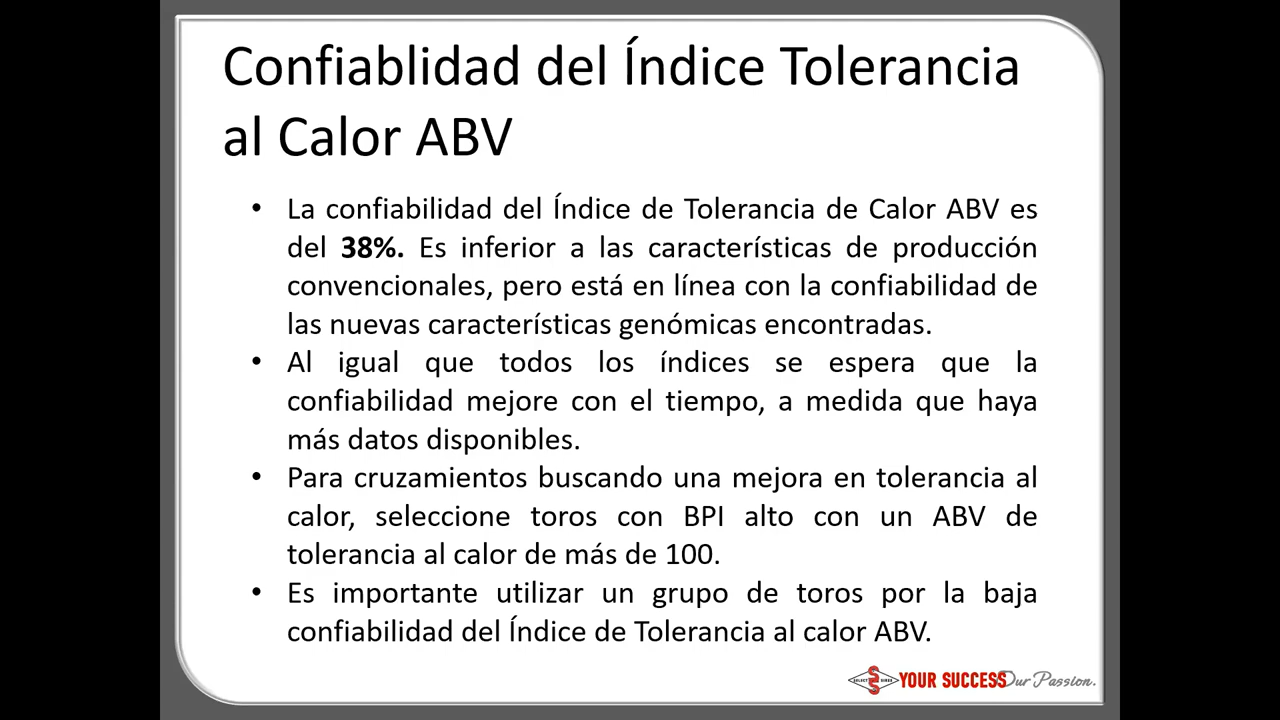 Confiablidad del Índice Tolerancia
al Calor ABV
• La confiabilidad del Índice de Tolerancia de Calor ABV es
del 38%. Es inferior a las características de producción
convencionales, pero está en línea con la confiabilidad de
las nuevas características genómicas encontradas.
• Al igual que todos los índices se espera que la
confiabilidad mejore con el tiempo, a medida que haya
más datos disponibles.
• Para cruzamientos buscando una mejora en tolerancia al
calor, seleccione toros con BPI alto con un ABV de
tolerancia al calor de más de 100.
• Es importante utilizar un grupo de toros por la baja
confiabilidad del Índice de Tolerancia al calor ABV.
SELECT SIRES YOUR SUCCESS Our Passion.